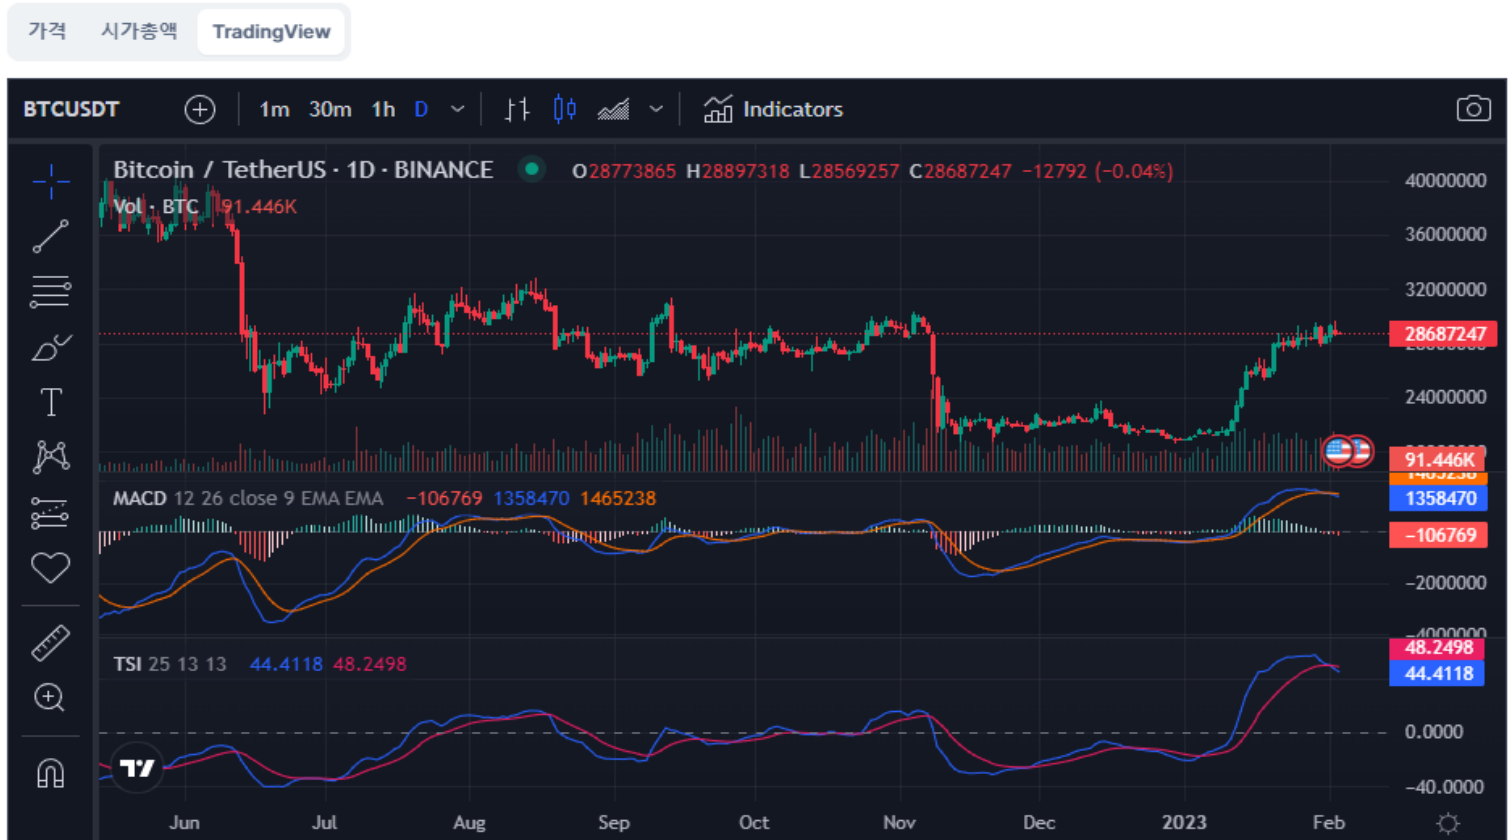 가격 시가총액 TradingView
BTCUSDT 1m 30m 1h D Indicators
Bitcoin / TetherUS · 1D · BINANCE O28773865 H28897318 L28569257 C28687247 −12792 (−0.04%)
Vol · BTC 91.446K
40000000
36000000
32000000
28687247
24000000
91.446K
MACD 12 26 close 9 EMA EMA −106769 1358470 1465238
1465238
1358470
−106769
−2000000
−4000000
TSI 25 13 13 44.4118 48.2498
48.2498
44.4118
0.0000
−40.0000
Jun Jul Aug Sep Oct Nov Dec 2023 Feb